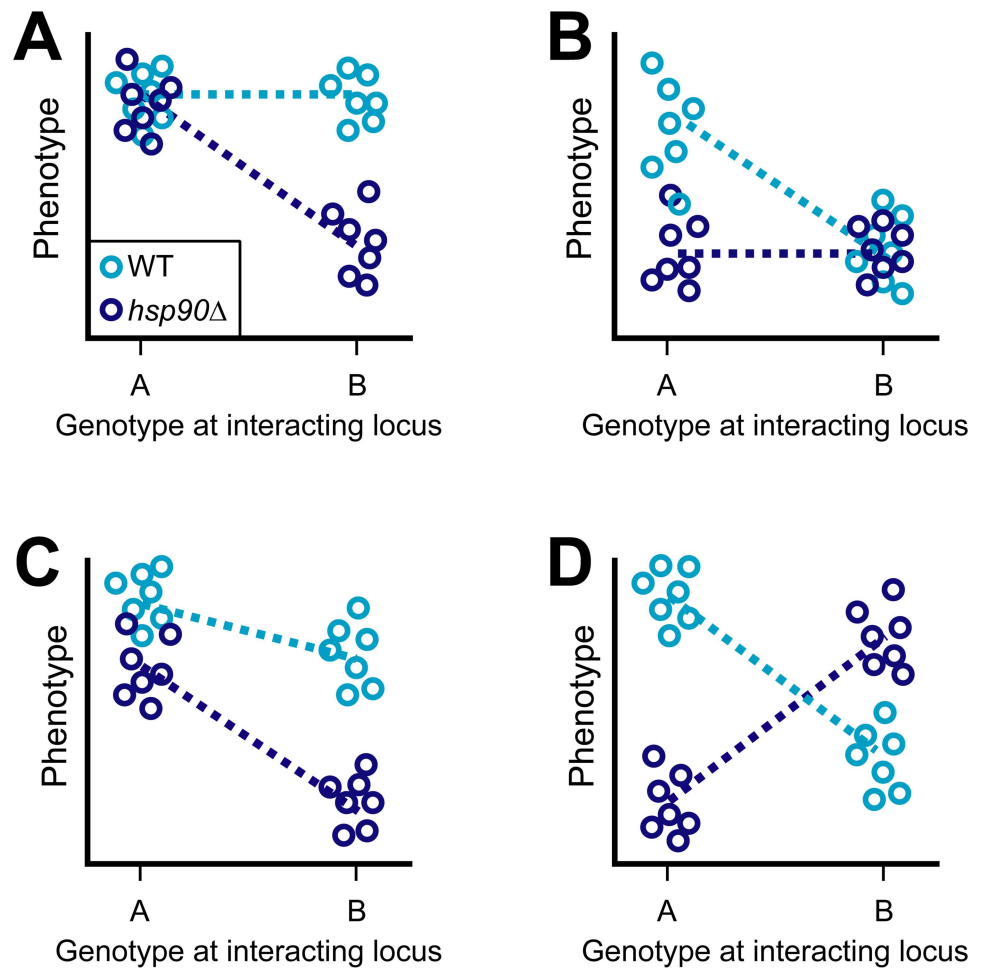 A
Phenotype
WT
hsp90Δ
A
B
Genotype at interacting locus
B
Phenotype
A
B
Genotype at interacting locus
C
Phenotype
A
B
Genotype at interacting locus
D
Phenotype
A
B
Genotype at interacting locus